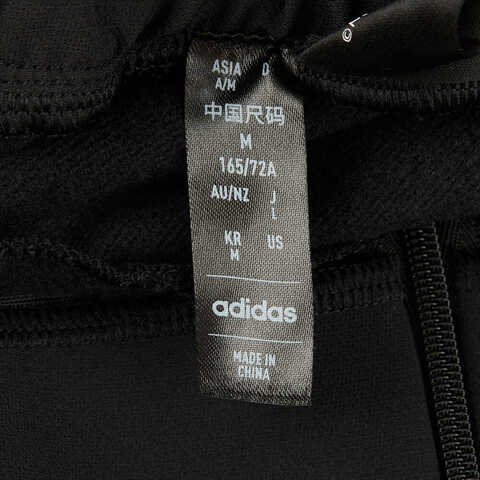 ASIA
A/M
中国尺码
M
165/72A
AU/NZ J
L
KR US
M
adidas
MADE IN
CHINA